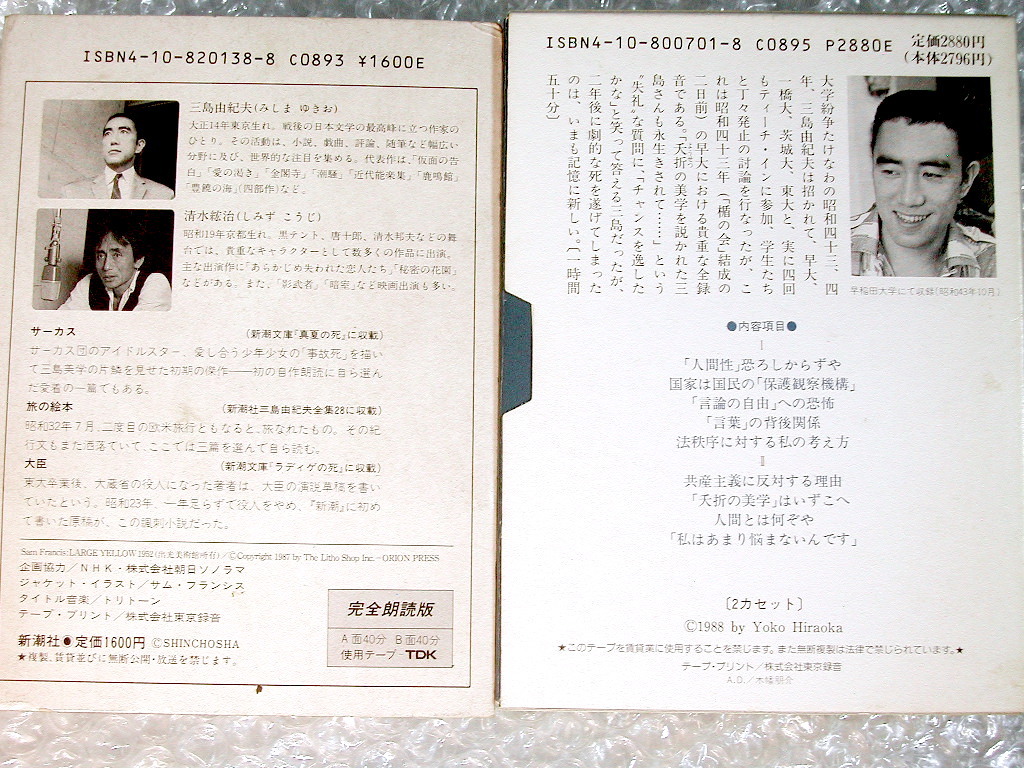 ISBN4-10-820138-8 C0893 ¥1600E
三島由紀夫(みしま ゆきお)
大正14年東京生れ。戦後の日本文学の最高峰に立つ作家の
ひとり。その活動は、小説、戯曲、評論、随筆など幅広い
分野に及び、世界的な注目を集める。代表作は、「仮面の告
白」「愛の渇き」「金閣寺」「潮騒」「近代能楽集」「鹿鳴館」
「豊饒の海」(四部作)など。
清水紘治(しみず こうじ)
昭和19年京都生れ。黒テント、唐十郎、清水邦夫などの舞
台では、貴重なキャラクターとして数多くの作品に出演。
主な出演作に「あらかじめ失われた恋人たち」「秘密の花園」
などがある。また、「影武者」「暗室」など映画出演も多い。
サーカス (新潮文庫『真夏の死』に収載)
サーカス団のアイドルスター、愛し合う少年少女の「事故死」を描い
て三島美学の片鱗を見せた初期の傑作――初の自作朗読に自ら選ん
だ愛着の一篇でもある。
旅の絵本 (新潮社三島由紀夫全集28に収載)
昭和32年7月、二度目の欧米旅行ともなると、旅なれたもの。その紀
行文もまた洒落ていて、ここでは三篇を選んで自ら読む。
大臣 (新潮文庫『ラディゲの死』に収載)
東大卒業後、大蔵省の役人になった著者は、大臣の演説草稿を書い
ていたという。昭和23年、一年足らずで役人をやめ、『新潮』に初め
て書いた原稿が、この諷刺小説だった。
Sam Francis: LARGE YELLOW 1952 (出光美術館所有)/©Copyright 1987 by The Litho Shop Inc.–ORION PRESS
企画協力/NHK・株式会社朝日ソノラマ
ジャケット・イラスト/サム・フランシス
タイトル音楽/トリトーン
テープ・プリント/株式会社東京録音
新潮社●定価1600円 ©SHINCHOSHA
★複製、賃貸並びに無断公開・放送を禁じます。
完全朗読版
A面40分 B面40分
使用テープ–TDK
ISBN4-10-800701-8 C0895 P2880E
定価2880円
(本体2796円)
大学紛争たけなわの昭和四十三、四
年、三島由紀夫は招かれて、早大、
一橋大、茨城大、東大と、実に四回
もティーチ・インに参加、学生たち
と丁々発止の討論を行なったが、こ
れは昭和四十三年(「楯の会」結成の
二日前)の早大における貴重な全録
音である。「夭折の美学を説かれた三
島さんも永生きされて……」という
“失礼”な質問に、「チャンスを逸した
かな」と笑って答える三島だったが、
二年後に劇的な死を遂げてしまった
のは、いまも記憶に新しい。〔一時間
五十分〕
早稲田大学にて収録(昭和43年10月)
●内容項目●
I
「人間性」恐ろしからずや
国家は国民の「保護観察機構」
「言論の自由」への恐怖
「言葉」の背後関係
法秩序に対する私の考え方
II
共産主義に反対する理由
「夭折の美学」はいずこへ
人間とは何ぞや
「私はあまり悩まないんです」
〔2カセット〕
©1988 by Yoko Hiraoka
★このテープを賃貸業に使用することを禁じます。また無断複製は法律で禁じられています。★
テープ・プリント/株式会社東京録音